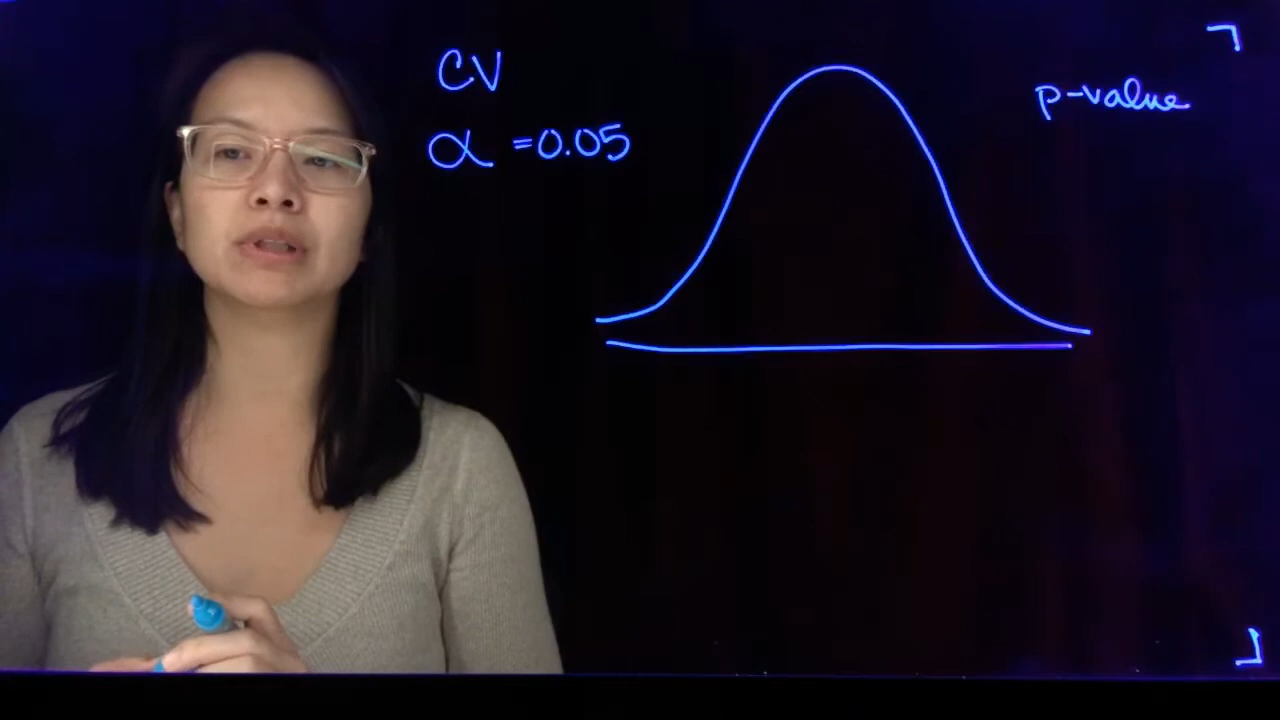 CV
α = 0.05
p-value